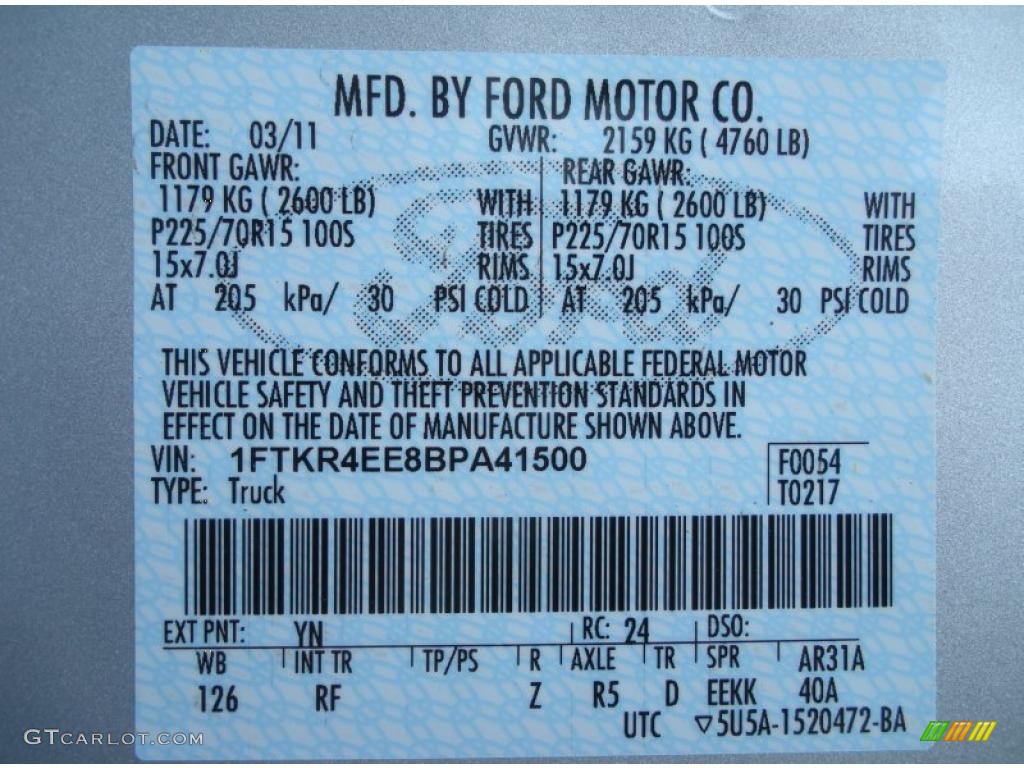 MFD. BY FORD MOTOR CO.
DATE: 03/11 GVWR: 2159 KG ( 4760 LB)
FRONT GAWR: REAR GAWR:
1179 KG ( 2600 LB) WITH 1179 KG ( 2600 LB) WITH
P225/70R15 100S TIRES P225/70R15 100S TIRES
15x7.0J RIMS 15x7.0J RIMS
AT 205 kPa/ 30 PSI COLD AT 205 kPa/ 30 PSI COLD
THIS VEHICLE CONFORMS TO ALL APPLICABLE FEDERAL MOTOR
VEHICLE SAFETY AND THEFT PREVENTION STANDARDS IN
EFFECT ON THE DATE OF MANUFACTURE SHOWN ABOVE.
VIN: 1FTKR4EE8BPA41500 F0054
TYPE: Truck T0217
EXT PNT: YN RC: 24 DSO:
WB INT TR TP/PS R AXLE TR SPR AR31A
126 RF Z R5 D EEKK 40A
UTC ▽5U5A-1520472-BA
Ford
GTCARLOT.COM